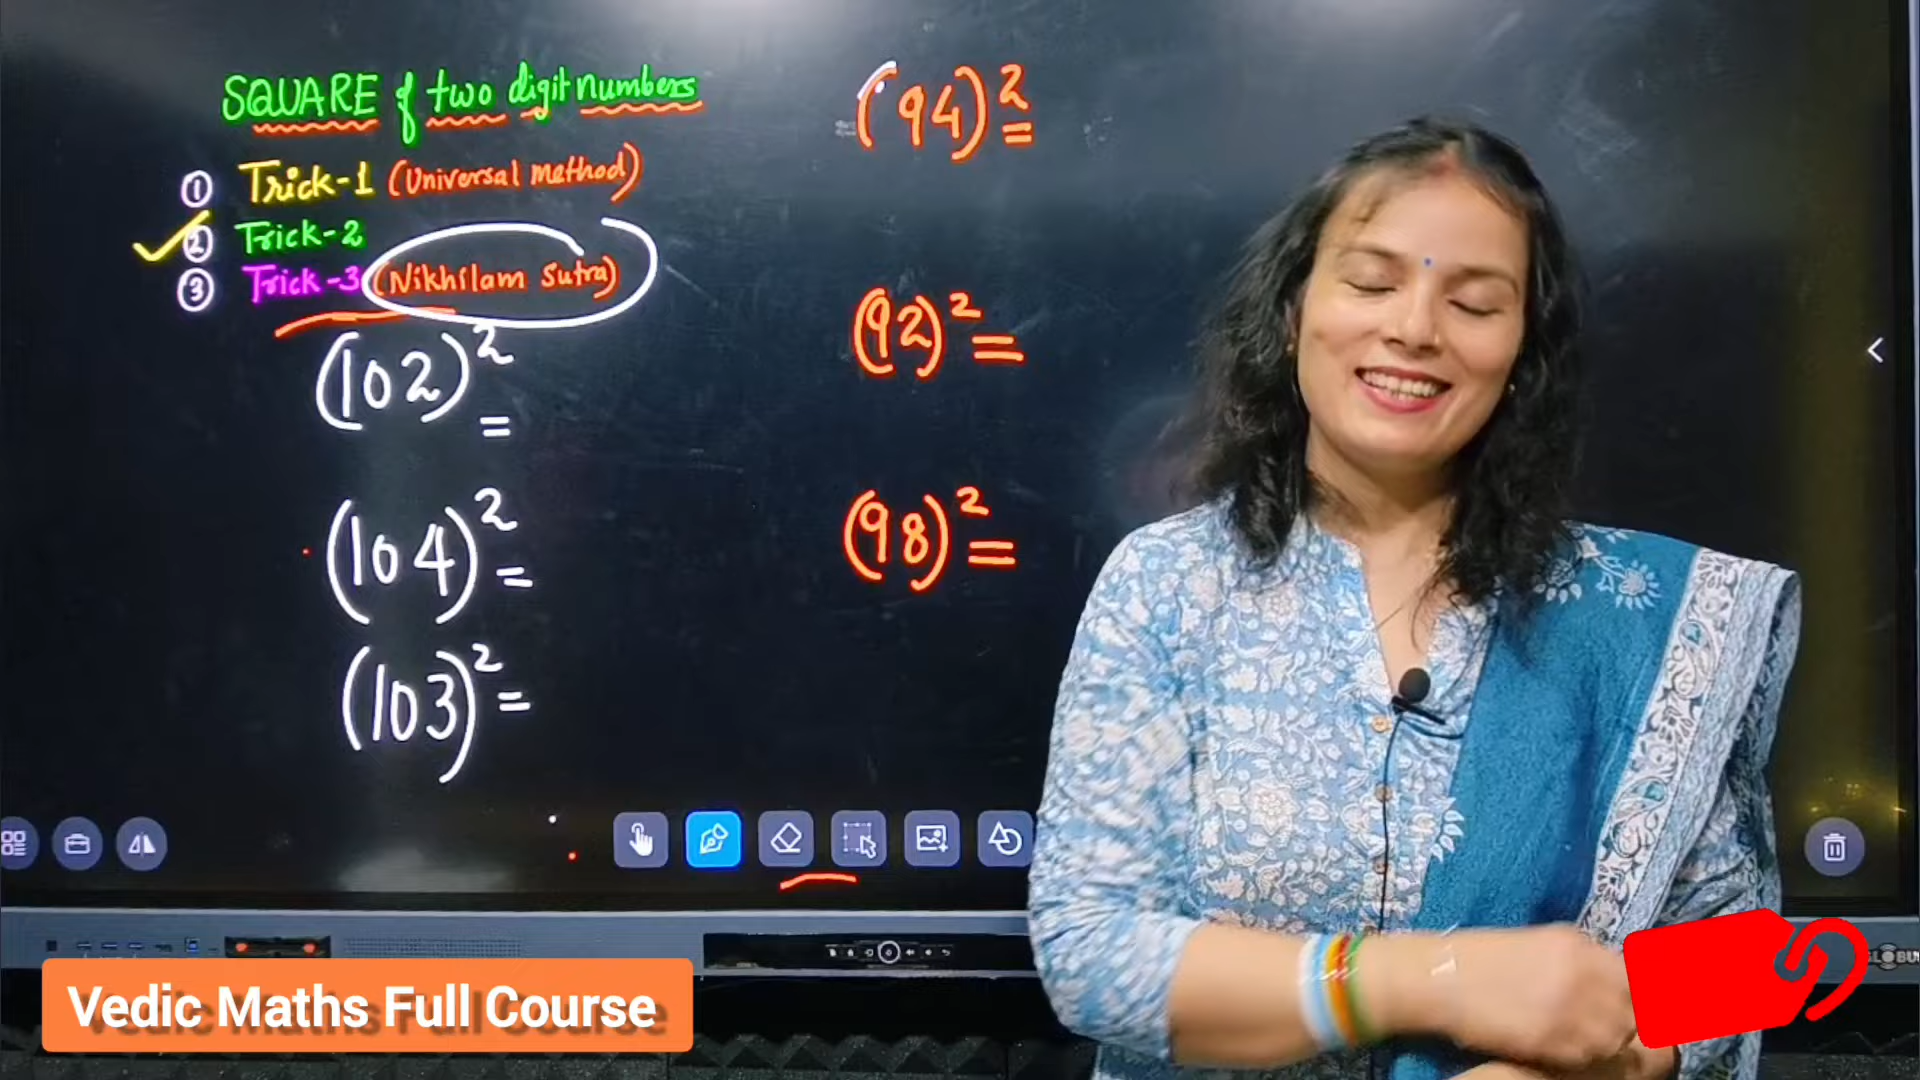 SQUARE of two digit numbers
① Trick-1 (Universal method)
② Trick-2
③ Trick-3 (Nikhilam Sutra)
(102)² =
(104)² =
(103)² =
(94)² =
(92)² =
(98)² =
Vedic Maths Full Course